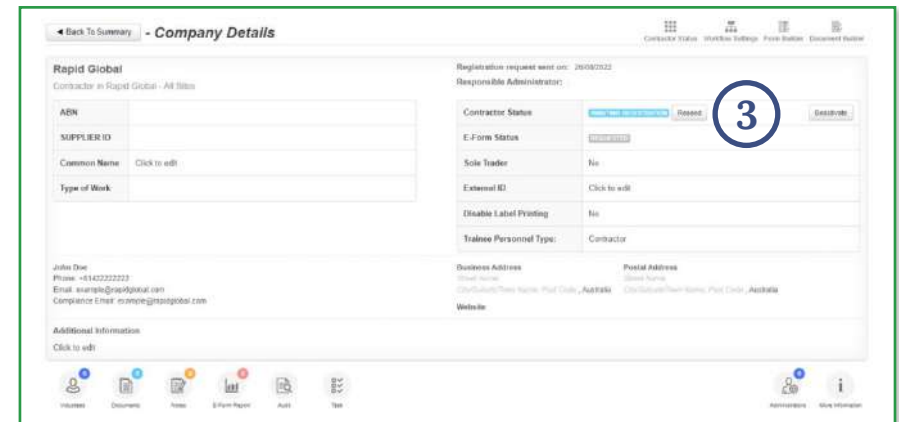 ◄ Back To Summary - Company Details
Contractor Status Workflow Settings Form Builder Document Builder
Rapid Global
Contractor in Rapid Global - All Sites
Registration request sent on: 26/08/2022
Responsible Administrator:
ABN
SUPPLIER ID
Common Name Click to edit
Type of Work
Contractor Status Resend 3 Deactivate
E-Form Status
Sole Trader No
External ID Click to edit
Disable Label Printing No
Trainee Personnel Type: Contractor
John Doe
Phone: +61422222222
Email: example@rapidglobal.com
Compliance Email: example@rapidglobal.com
Business Address Postal Address
Street Name Street Name
City/Suburb/Town Name, Post Code , Australia City/Suburb/Town Name, Post Code , Australia
Website
Additional Information
Click to edit
Documents Notes E-Form Report Audit Task Administrators More Information